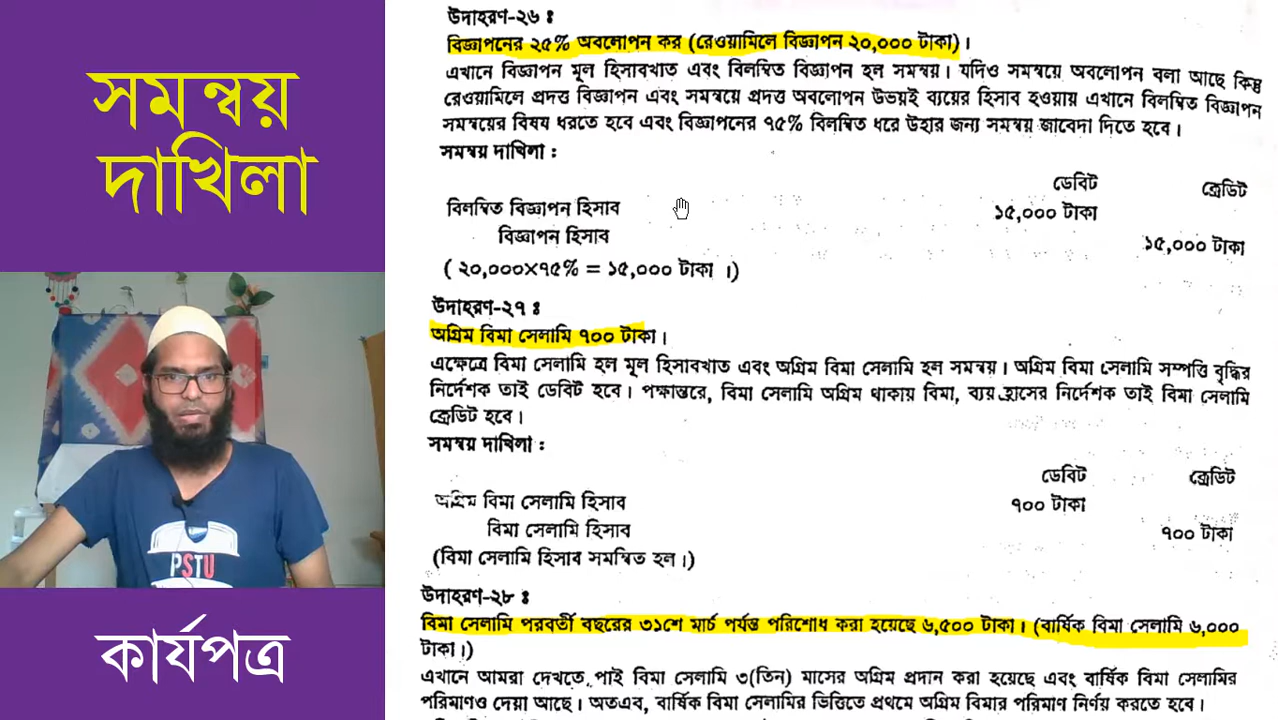 সমন্বয়
দাখিলা
PSTU
কার্যপত্র
উদাহরণ-২৬ ঃ
বিজ্ঞাপনের ২৫% অবলোপন কর (রেওয়ামিলে বিজ্ঞাপন ২০,০০০ টাকা)।
এখানে বিজ্ঞাপন মূল হিসাবখাত এবং বিলম্বিত বিজ্ঞাপন হল সমন্বয়। যদিও সমন্বয়ে অবলোপন বলা আছে কিন্তু
রেওয়ামিলে প্রদত্ত বিজ্ঞাপন এবং সমন্বয়ে প্রদত্ত অবলোপন উভয়ই ব্যয়ের হিসাব হওয়ায় এখানে বিলম্বিত বিজ্ঞাপন
সমন্বয়ের বিষয ধরতে হবে এবং বিজ্ঞাপনের ৭৫% বিলম্বিত ধরে উহার জন্য সমন্বয় জাবেদা দিতে হবে।
সমন্বয় দাখিলা :
ডেবিট ক্রেডিট
বিলম্বিত বিজ্ঞাপন হিসাব ১৫,০০০ টাকা
বিজ্ঞাপন হিসাব ১৫,০০০ টাকা
( ২০,০০০×৭৫% = ১৫,০০০ টাকা ।)
উদাহরণ-২৭ ঃ
অগ্রিম বিমা সেলামি ৭০০ টাকা।
এক্ষেত্রে বিমা সেলামি হল মূল হিসাবখাত এবং অগ্রিম বিমা সেলামি হল সমন্বয়। অগ্রিম বিমা সেলামি সম্পত্তি বৃদ্ধির
নির্দেশক তাই ডেবিট হবে। পক্ষান্তরে, বিমা সেলামি অগ্রিম থাকায় বিমা, ব্যয় হ্রাসের নির্দেশক তাই বিমা সেলামি
ক্রেডিট হবে।
সমন্বয় দাখিলা :
ডেবিট ক্রেডিট
অগ্রিম বিমা সেলামি হিসাব ৭০০ টাকা
বিমা সেলামি হিসাব ৭০০ টাকা
(বিমা সেলামি হিসাব সমন্বিত হল।)
উদাহরণ-২৮ ঃ
বিমা সেলামি পরবর্তী বছরের ৩১শে মার্চ পর্যন্ত পরিশোধ করা হয়েছে ৬,৫০০ টাকা। (বার্ষিক বিমা সেলামি ৬,০০০
টাকা।)
এখানে আমরা দেখতে পাই বিমা সেলামি ৩(তিন) মাসের অগ্রিম প্রদান করা হয়েছে এবং বার্ষিক বিমা সেলামির
পরিমাণও দেয়া আছে। অতএব, বার্ষিক বিমা সেলামির ভিত্তিতে প্রথমে অগ্রিম বিমার পরিমাণ নির্ণয় করতে হবে।